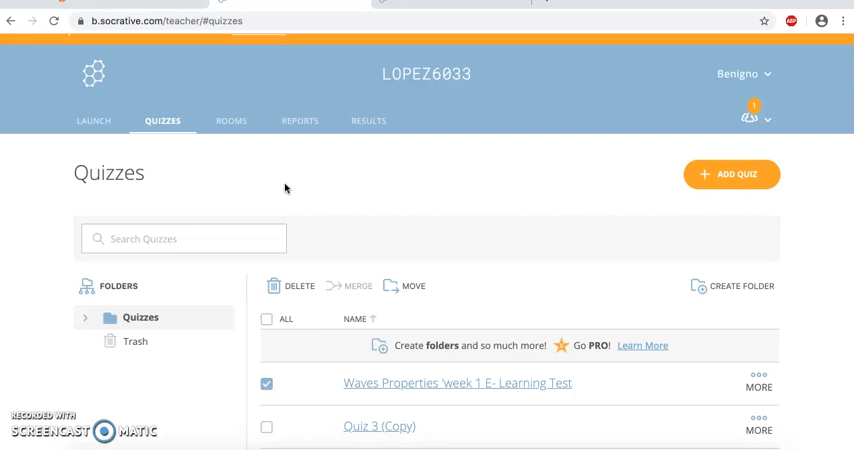 b.socrative.com/teacher/#quizzes
ABP
LOPEZ6033
Benigno
1
LAUNCH
QUIZZES
ROOMS
REPORTS
RESULTS
Quizzes
+ ADD QUIZ
Search Quizzes
FOLDERS
DELETE
MERGE
MOVE
CREATE FOLDER
Quizzes
ALL
NAME
Trash
Create folders and so much more! Go PRO! Learn More
Waves Properties 'week 1 E- Learning Test
MORE
Quiz 3 (Copy)
MORE
RECORDED WITH
SCREENCAST MATIC